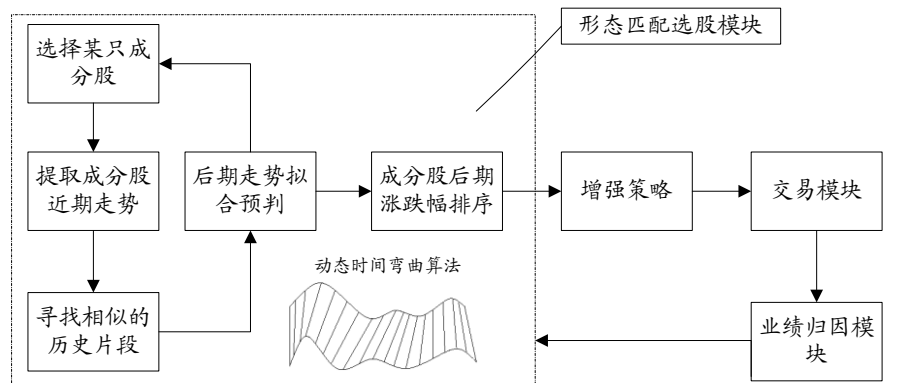 形态匹配选股模块
选择某只成
分股
提取成分股
近期走势
后期走势拟
合预判
成分股后期
涨跌幅排序
增强策略
交易模块
动态时间弯曲算法
寻找相似的
历史片段
业绩归因模
块